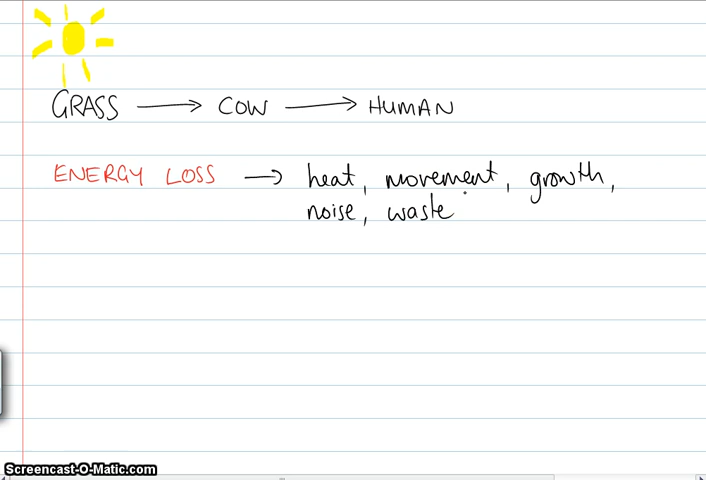 GRASS → COW → HUMAN
ENERGY LOSS → heat, movement, growth,
noise, waste
Screencast-O-Matic.com